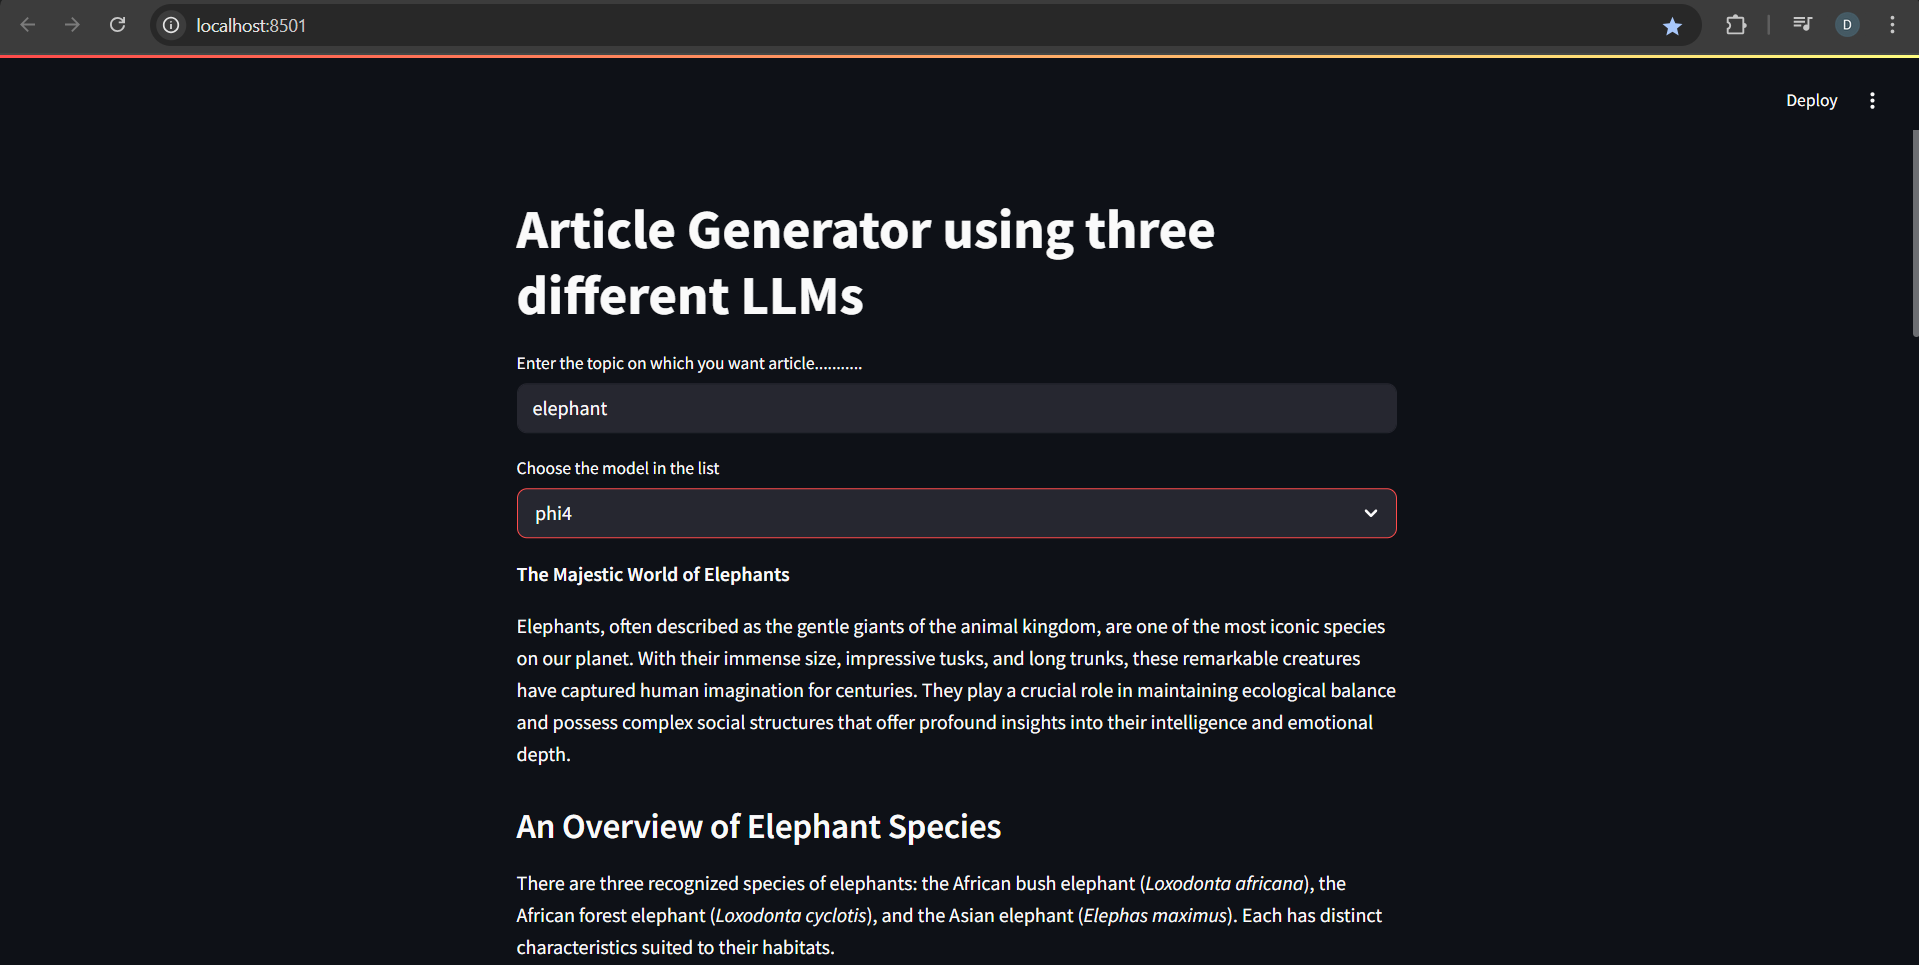 localhost:8501
D
Deploy
Article Generator using three
different LLMs
Enter the topic on which you want article...........
elephant
Choose the model in the list
phi4
The Majestic World of Elephants
Elephants, often described as the gentle giants of the animal kingdom, are one of the most iconic species
on our planet. With their immense size, impressive tusks, and long trunks, these remarkable creatures
have captured human imagination for centuries. They play a crucial role in maintaining ecological balance
and possess complex social structures that offer profound insights into their intelligence and emotional
depth.
An Overview of Elephant Species
There are three recognized species of elephants: the African bush elephant (Loxodonta africana), the
African forest elephant (Loxodonta cyclotis), and the Asian elephant (Elephas maximus). Each has distinct
characteristics suited to their habitats.